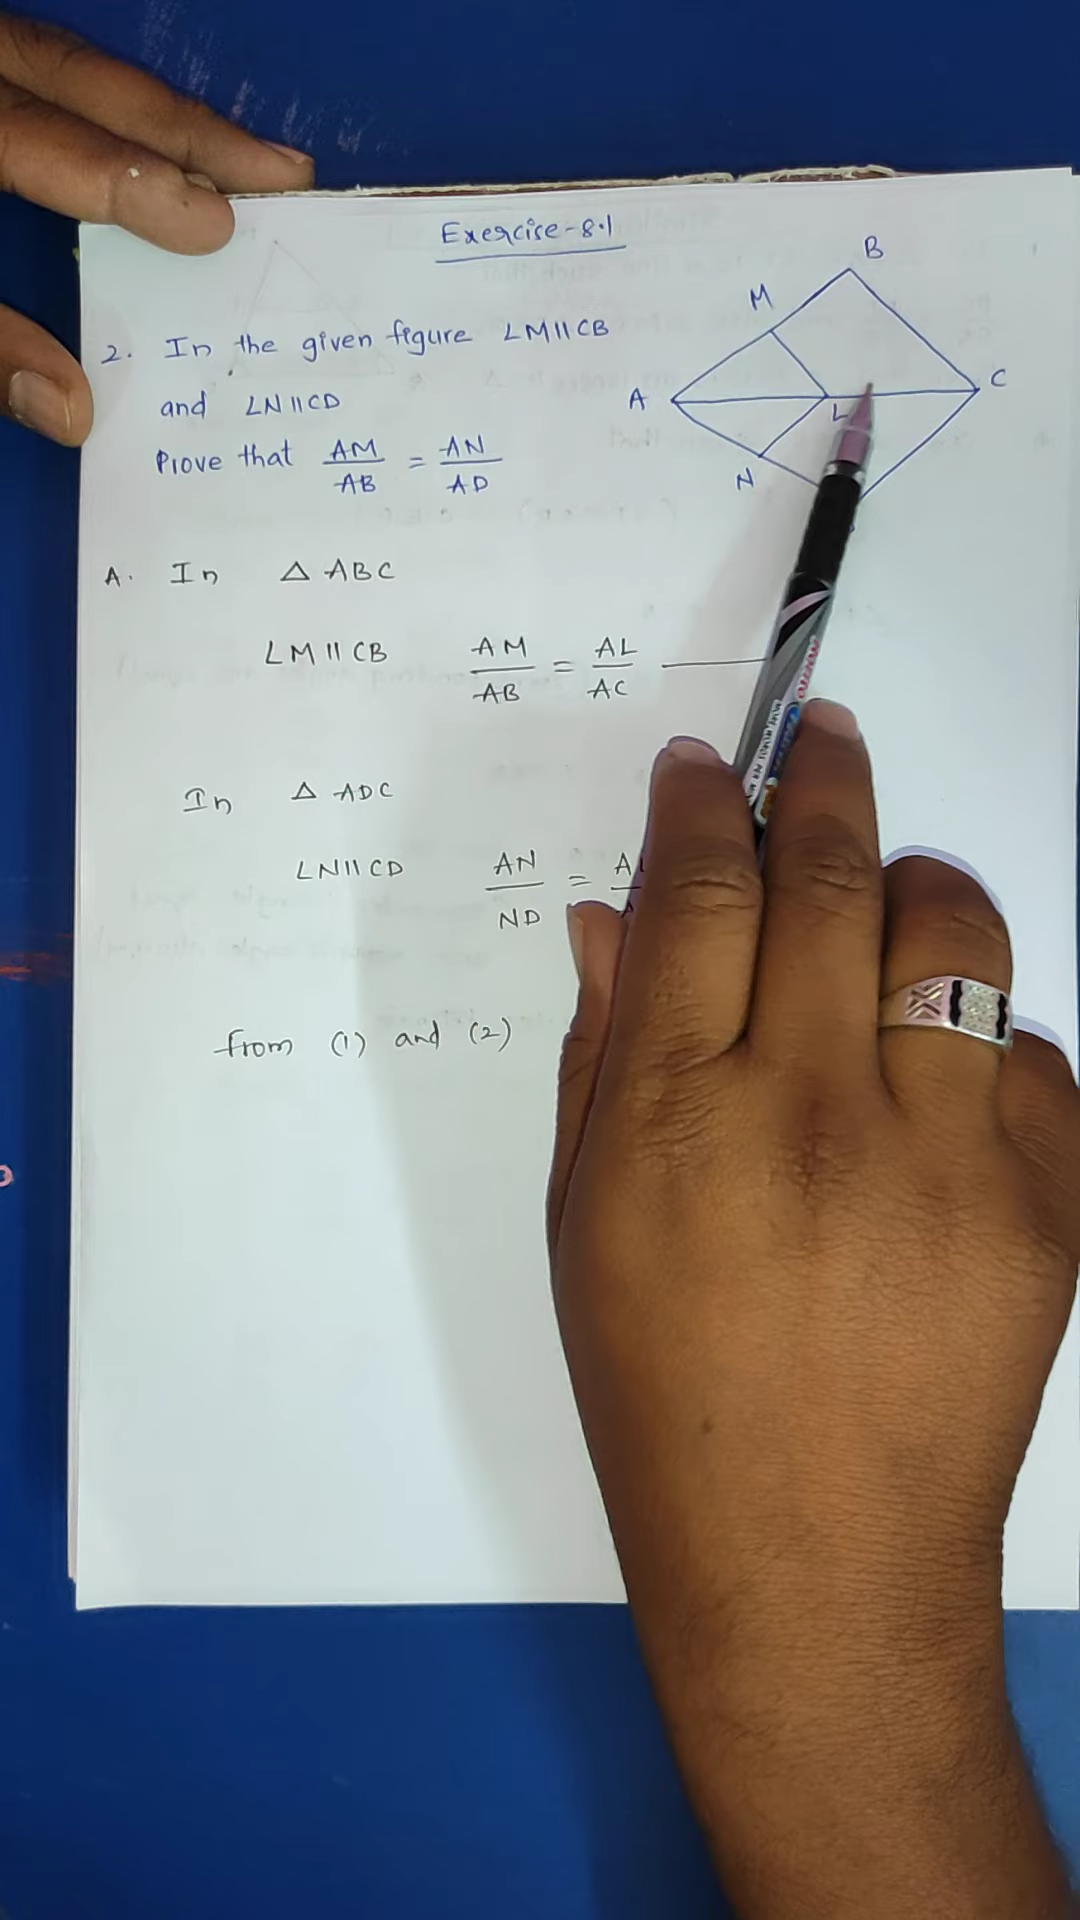 Exercise-8.1
2. In the given figure LM||CB
and LN||CD
Prove that AM/AB = AN/AD
B
M
A
C
L
N
A. In △ ABC
LM||CB AM/AB = AL/AC
In △ ADC
LN||CD AN/ND = A
from (1) and (2)